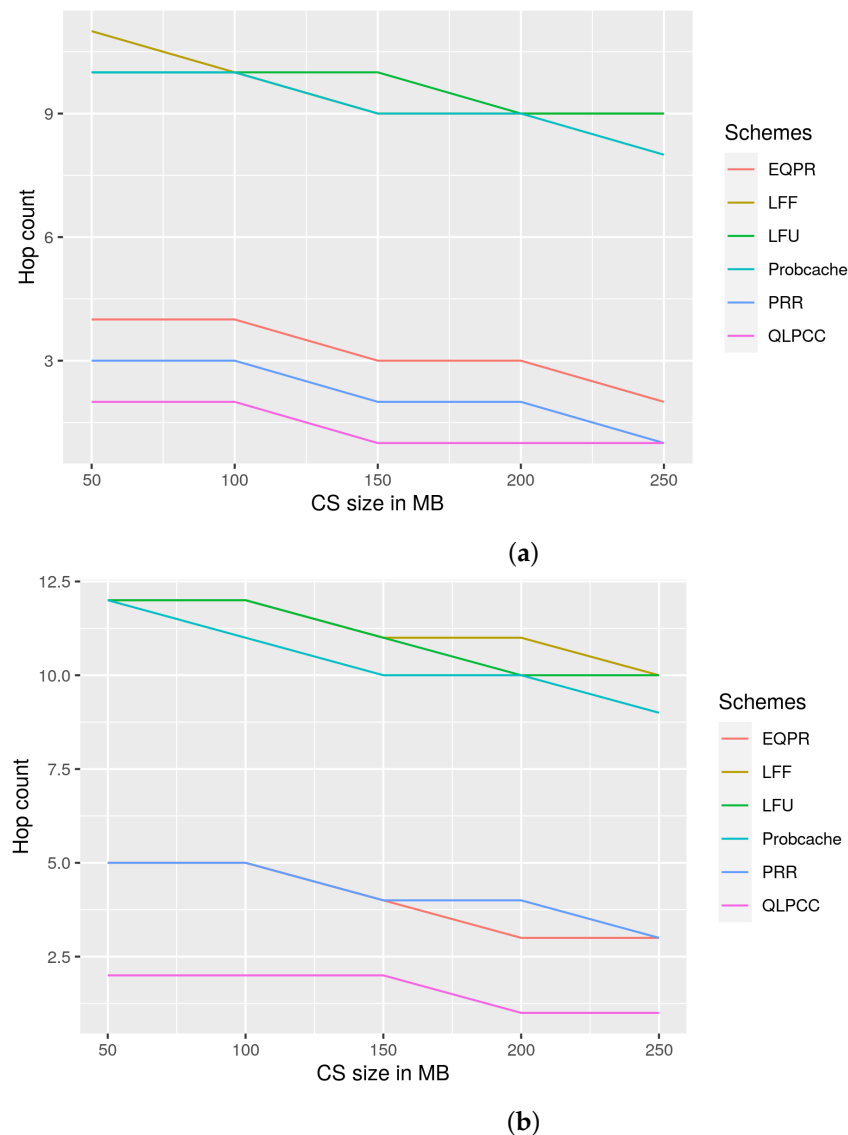 9
6
3
Hop count
50 100 150 200 250
CS size in MB
Schemes
EQPR
LFF
LFU
Probcache
PRR
QLPCC
(a)
12.5
10.0
7.5
5.0
2.5
Hop count
50 100 150 200 250
CS size in MB
Schemes
EQPR
LFF
LFU
Probcache
PRR
QLPCC
(b)